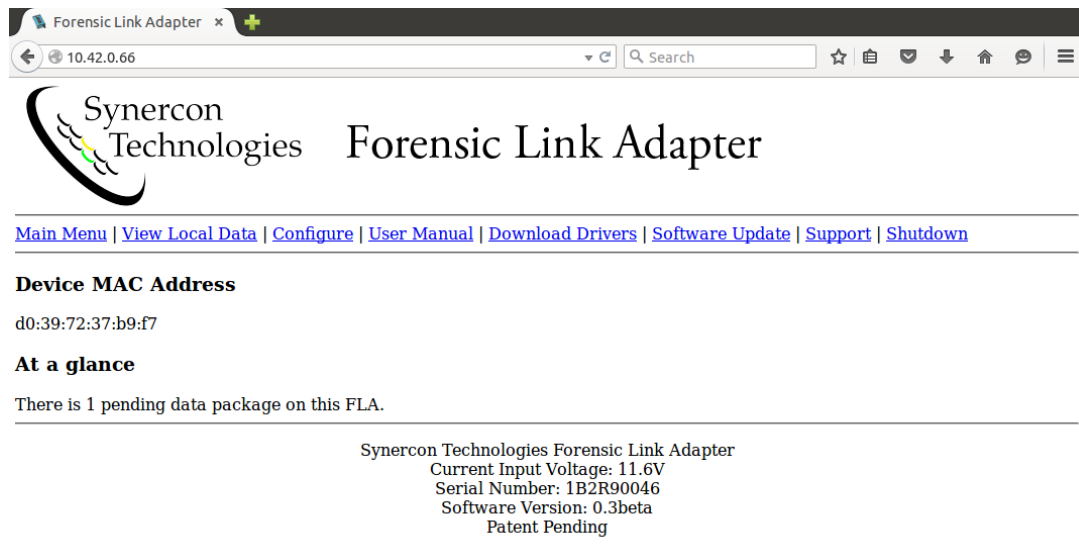 Forensic Link Adapter
10.42.0.66
Search
Synercon
Technologies
Forensic Link Adapter
Main Menu | View Local Data | Configure | User Manual | Download Drivers | Software Update | Support | Shutdown
Device MAC Address
d0:39:72:37:b9:f7
At a glance
There is 1 pending data package on this FLA.
Synercon Technologies Forensic Link Adapter
Current Input Voltage: 11.6V
Serial Number: 1B2R90046
Software Version: 0.3beta
Patent Pending